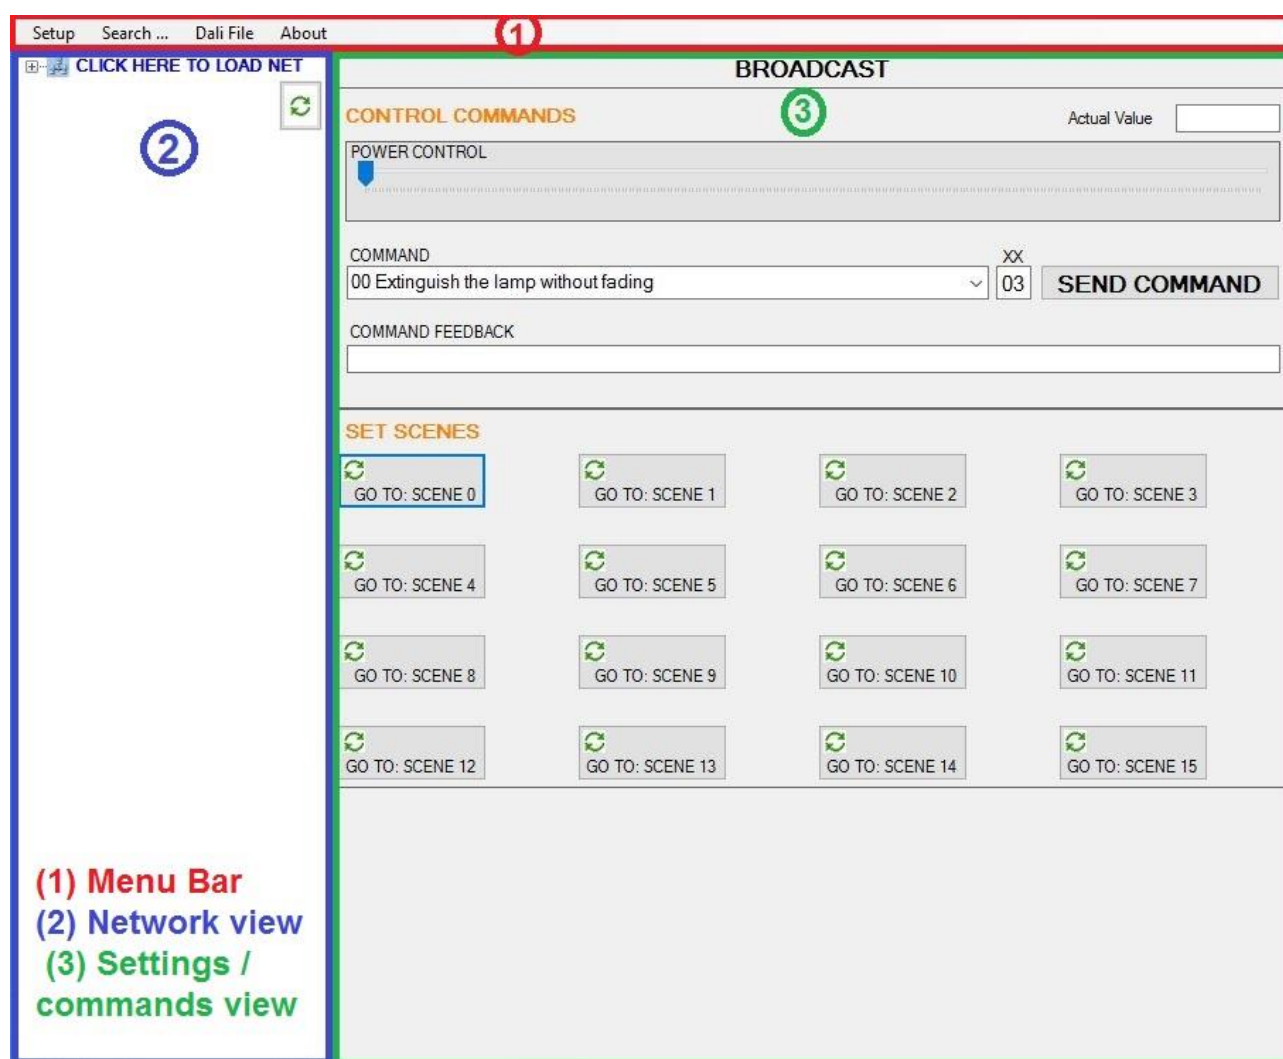 Setup Search ... Dali File About
1
CLICK HERE TO LOAD NET
2
BROADCAST
CONTROL COMMANDS
3
Actual Value
POWER CONTROL
COMMAND
XX
00 Extinguish the lamp without fading
03
SEND COMMAND
COMMAND FEEDBACK
SET SCENES
GO TO: SCENE 0
GO TO: SCENE 1
GO TO: SCENE 2
GO TO: SCENE 3
GO TO: SCENE 4
GO TO: SCENE 5
GO TO: SCENE 6
GO TO: SCENE 7
GO TO: SCENE 8
GO TO: SCENE 9
GO TO: SCENE 10
GO TO: SCENE 11
GO TO: SCENE 12
GO TO: SCENE 13
GO TO: SCENE 14
GO TO: SCENE 15
(1) Menu Bar
(2) Network view
(3) Settings /
commands view